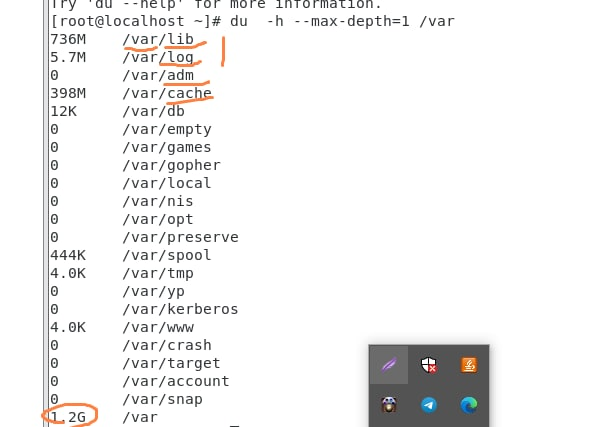 Try 'du --help' for more information.
[root@localhost ~]# du  -h --max-depth=1 /var
736M    /var/lib
5.7M    /var/log
0       /var/adm
398M    /var/cache
12K     /var/db
0       /var/empty
0       /var/games
0       /var/gopher
0       /var/local
0       /var/nis
0       /var/opt
0       /var/preserve
444K    /var/spool
4.0K    /var/tmp
0       /var/yp
0       /var/kerberos
4.0K    /var/www
0       /var/crash
0       /var/target
0       /var/account
0       /var/snap
1.2G    /var